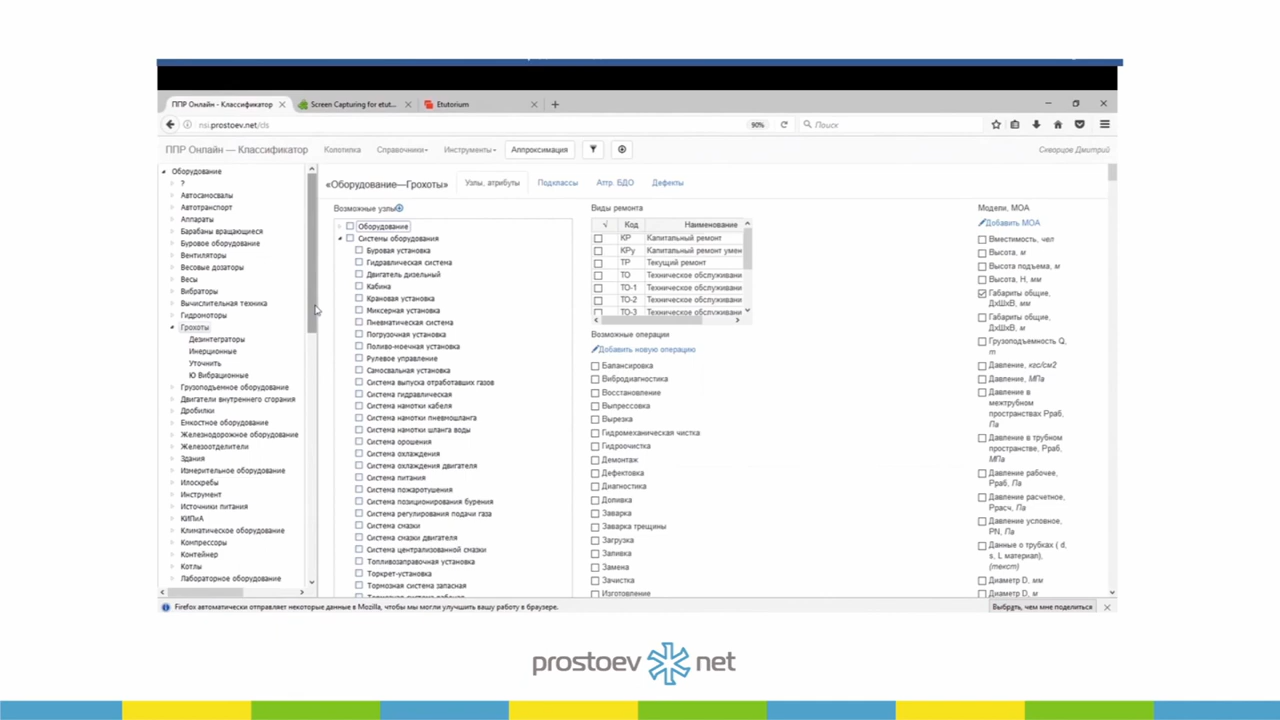 ППР Онлайн - Классификатор
Screen Capturing for etut...
Etutorium
nsi.prostoev.net/cls
90%
Поиск
ППР Онлайн — Классификатор
Копотепка
Справочники
Инструменты
Аппроксимация
Скворцов Дмитрий
Оборудование
?
Автосамосвалы
Автотранспорт
Аппараты
Барабаны вращающиеся
Буровое оборудование
Вентиляторы
Весовые дозаторы
Весы
Вибраторы
Вычислительная техника
Гидромоторы
Грохоты
Дезинтеграторы
Инерционные
Уточнить
Ю Вибрационные
Грузоподъемное оборудование
Двигатели внутреннего сгорания
Дробилки
Емкостное оборудование
Железнодорожное оборудование
Железоотделители
Здания
Измерительное оборудование
Илоскребы
Инструмент
Источники питания
КИПиА
Климатическое оборудование
Компрессоры
Контейнер
Котлы
Лабораторное оборудование
«Оборудование—Грохоты»
Узлы, атрибуты
Подклассы
Атр. БДО
Дефекты
Возможные узлы
Оборудование
Системы оборудования
Буровая установка
Гидравлическая система
Двигатель дизельный
Кабина
Крановая установка
Миксерная установка
Пневматическая система
Погрузочная установка
Поливо-моечная установка
Рулевое управление
Самосвальная установка
Система выпуска отработавших газов
Система гидравлическая
Система намотки кабеля
Система намотки пневмошланга
Система намотки шланга воды
Система орошения
Система охлаждения
Система охлаждения двигателя
Система питания
Система пожаротушения
Система позиционирования бурения
Система регулирования подачи газа
Система смазки
Система смазки двигателя
Система централизованной смазки
Топливозаправочная установка
Торкрет-установка
Тормозная система запасная
Виды ремонта
√ Код Наименование
КР Капитальный ремонт
КРу Капитальный ремонт умен
ТР Текущий ремонт
ТО Техническое обслуживани
ТО-1 Техническое обслуживани
ТО-2 Техническое обслуживани
ТО-3 Техническое обслуживани
Возможные операции
Добавить новую операцию
Балансировка
Вибродиагностика
Восстановление
Выпрессовка
Вырезка
Гидромеханическая чистка
Гидроочистка
Демонтаж
Дефектовка
Диагностика
Доливка
Заварка
Заварка трещины
Загрузка
Заливка
Замена
Зачистка
Изготовление
Модели, МОА
Добавить МОА
Вместимость, чел
Высота, м
Высота подъема, м
Высота, Н, мм
Габариты общие,
ДхШхВ, мм
Габариты общие,
ДхШхВ, м
Грузоподъемность Q,
т
Давление, кгс/см2
Давление, МПа
Давление в
межтрубном
пространствах Рраб,
Па
Давление в трубном
пространстве, Рраб,
МПа
Давление рабочее,
Рраб, Па
Давление расчетное,
Ррасч, Па
Давление условное,
PN, Па
Данные о трубках ( d,
s, L материал),
(текст)
Диаметр D, мм
Диаметр D, м
Firefox автоматически отправляет некоторые данные в Mozilla, чтобы мы могли улучшить вашу работу в браузере.
Выбрать, чем мне поделиться
prostoev net